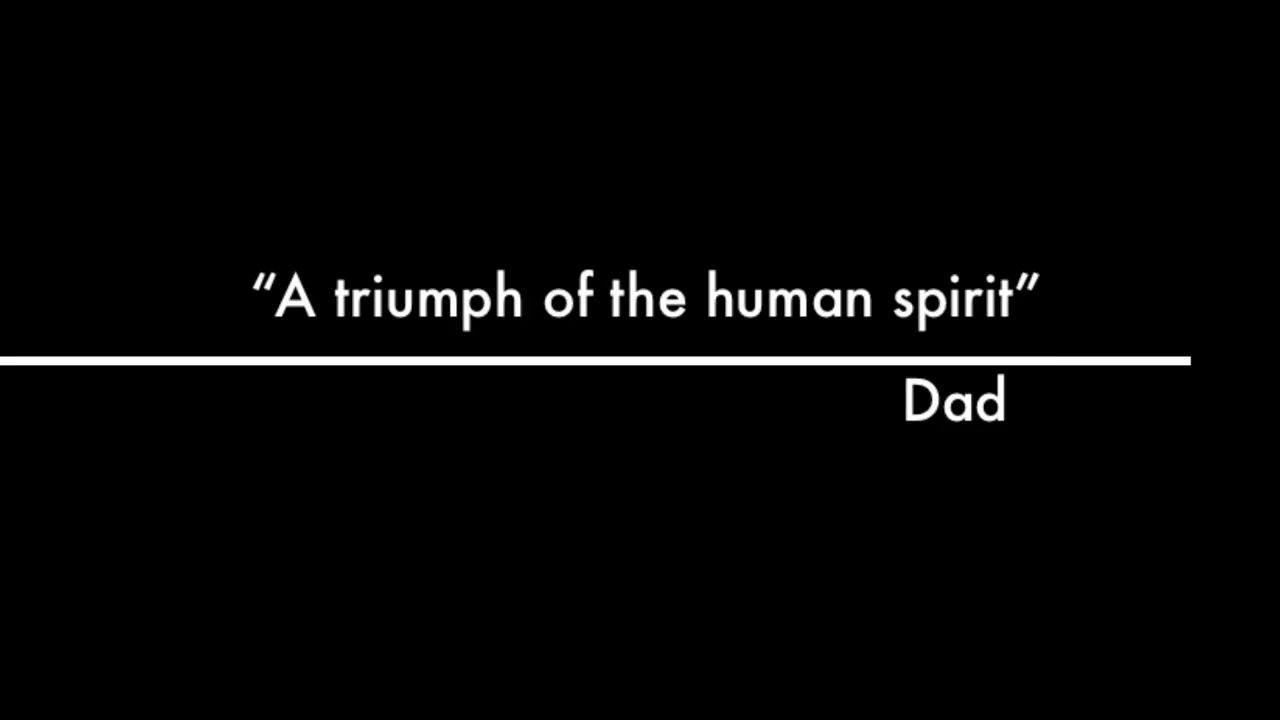 “A triumph of the human spirit”
Dad